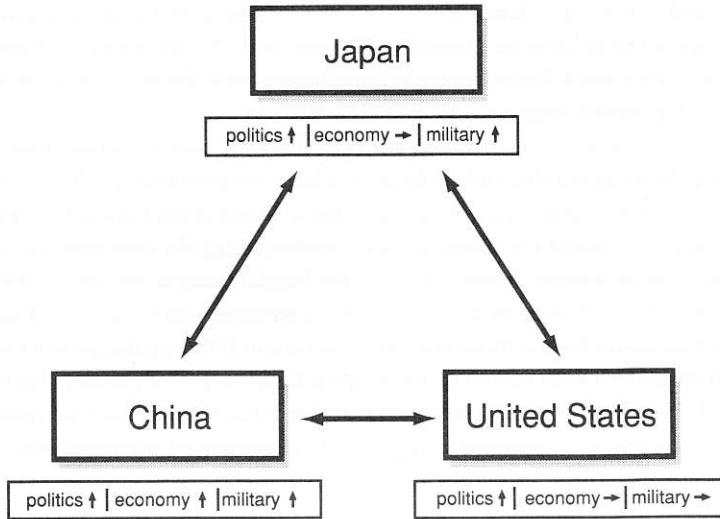 Japan
politics ↑ | economy → | military ↑
China
United States
politics ↑ | economy ↑ | military ↑
politics ↑ | economy → | military →